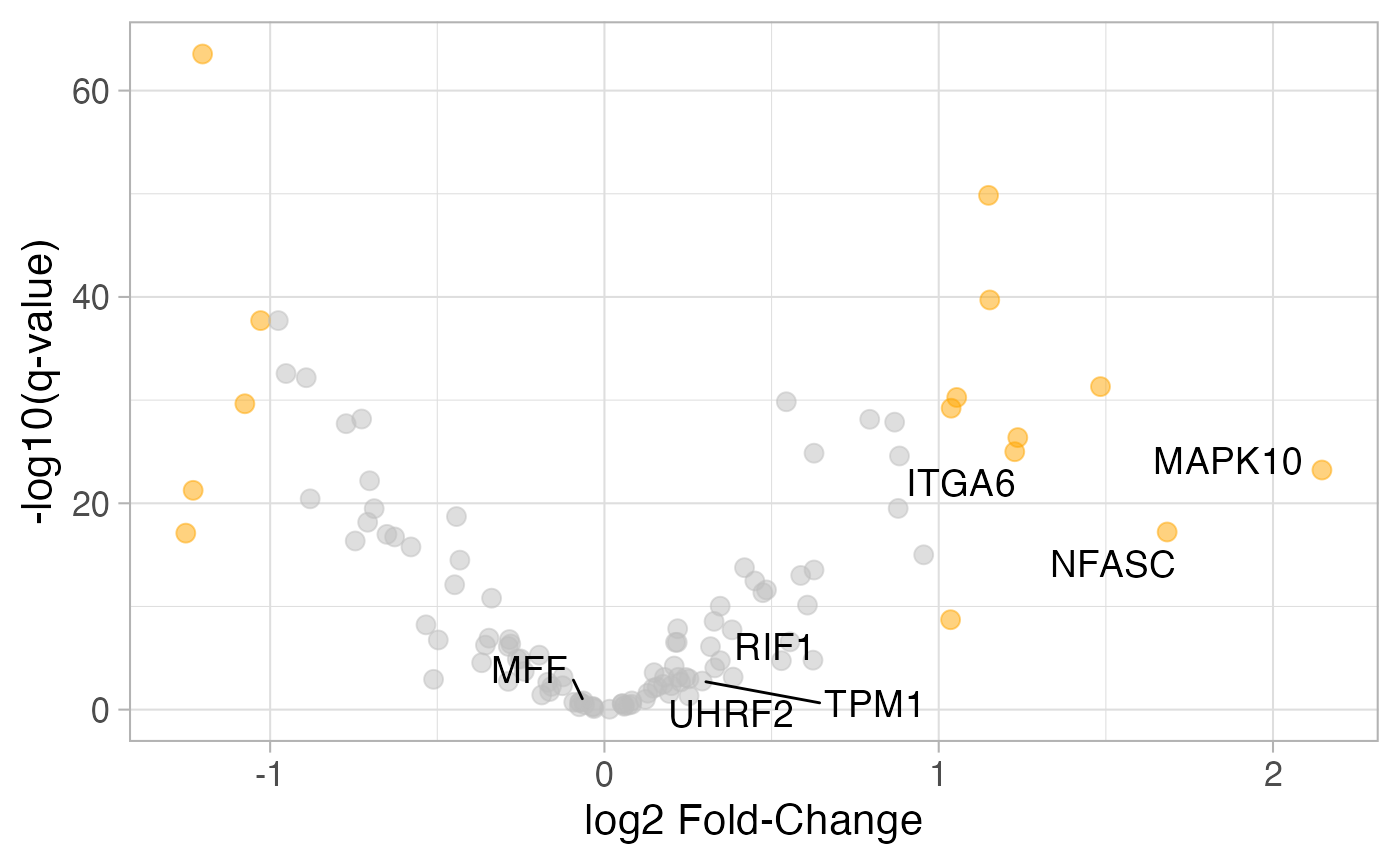 60
40
20
0
-log10(q-value)
MAPK10
ITGA6
NFASC
RIF1
MFF
TPM1
UHRF2
-1
0
1
2
log2 Fold-Change